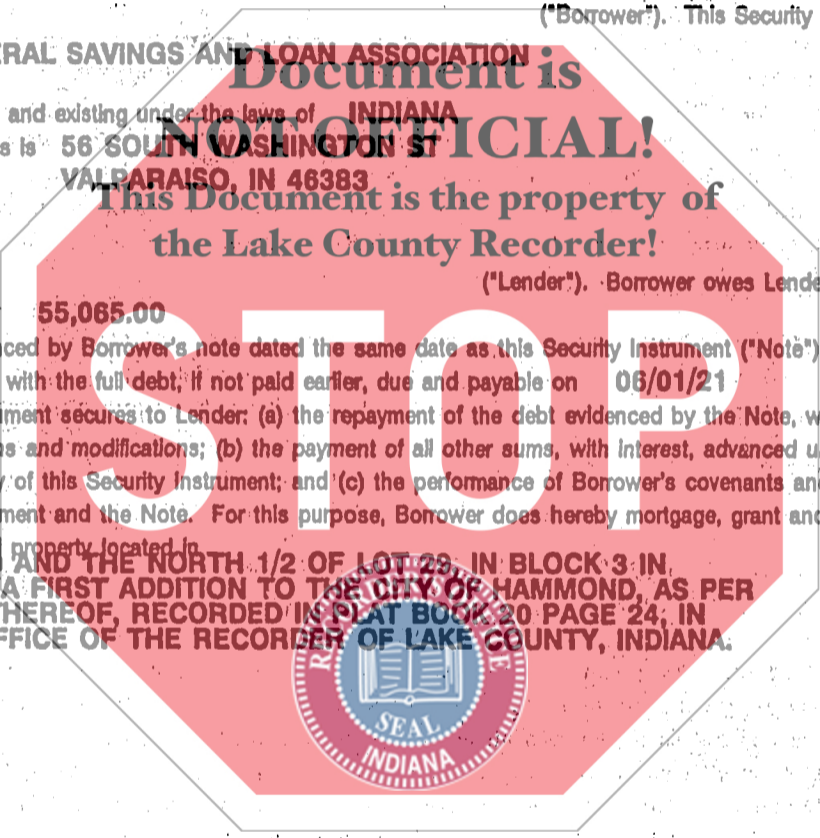 ("Borrower"). This Security
RAL SAVINGS AND LOAN ASSOCIATION
Document is
and existing under the laws of INDIANA
NOT OFFICIAL!
s is 56 SOUTH WASHINGTON ST
VALPARAISO, IN 46383
This Document is the property of
the Lake County Recorder!
("Lender"). Borrower owes Lende
55,065.00
STOP
ced by Borrower's note dated the same date as this Security Instrument ("Note")
with the full debt, if not paid earlier, due and payable on 06/01/21
ment secures to Lender: (a) the repayment of the debt evidenced by the Note, w
s and modifications; (b) the payment of all other sums, with interest, advanced u
of this Security Instrument; and (c) the performance of Borrower's covenants an
ment and the Note. For this purpose, Borrower does hereby mortgage, grant and
property located in
AND THE NORTH 1/2 OF LOT 29, IN BLOCK 3 IN
A FIRST ADDITION TO THE CITY OF HAMMOND, AS PER
HEREOF, RECORDED IN PLAT BOOK 20 PAGE 24, IN
FFICE OF THE RECORDER OF LAKE COUNTY, INDIANA.
SEAL
INDIANA